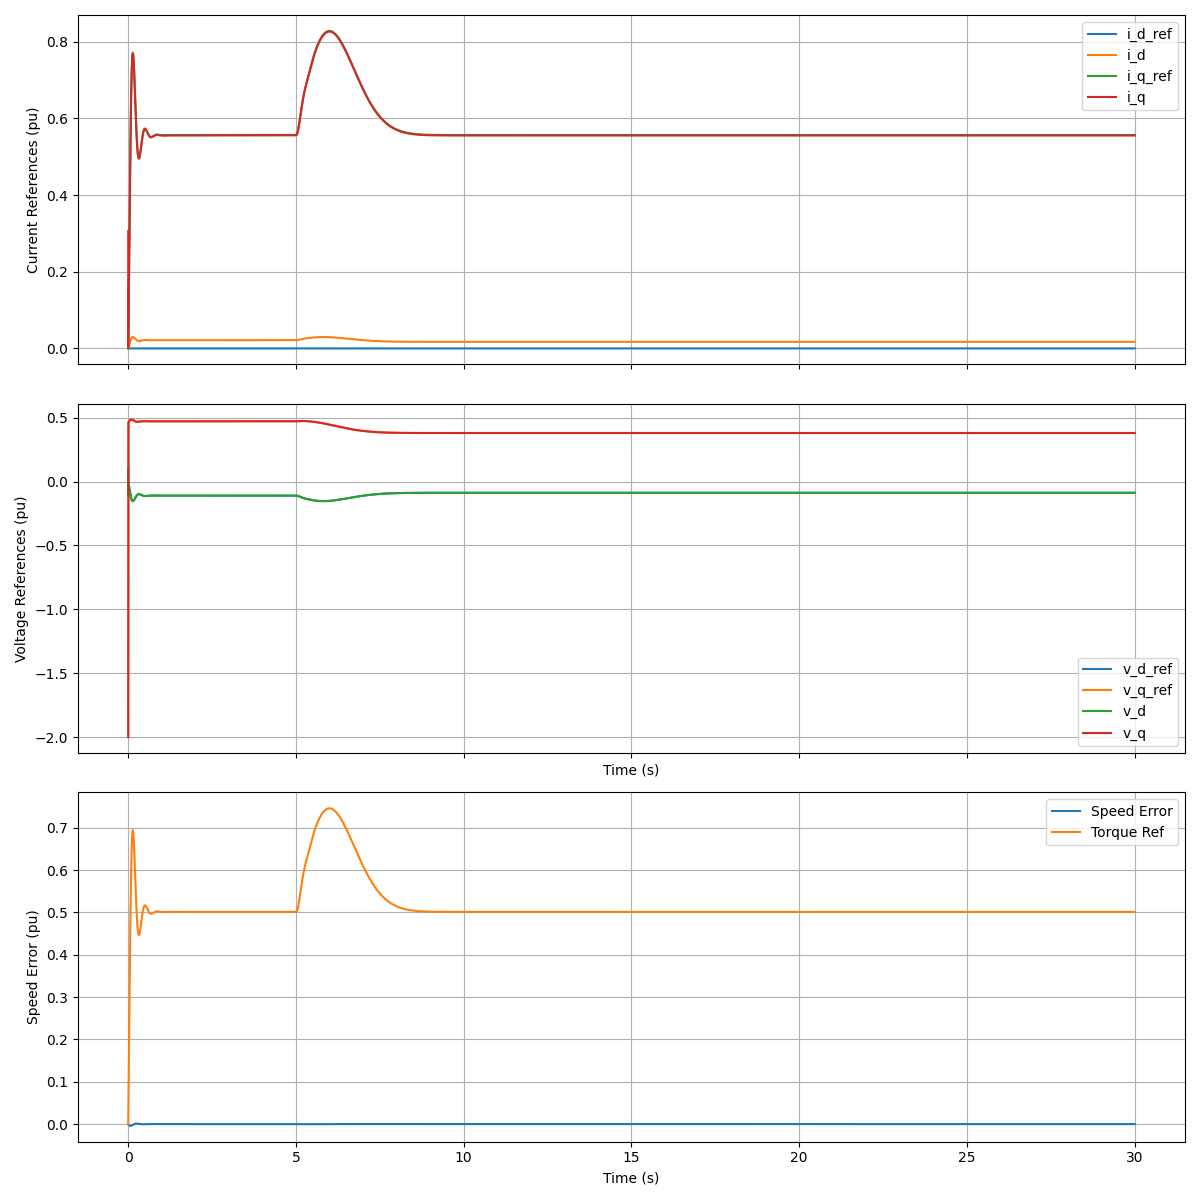 0.8
0.6
0.4
0.2
0.0
Current References (pu)
i_d_ref
i_d
i_q_ref
i_q
0.5
0.0
−0.5
−1.0
−1.5
−2.0
Voltage References (pu)
v_d_ref
v_q_ref
v_d
v_q
Time (s)
0.7
0.6
0.5
0.4
0.3
0.2
0.1
0.0
Speed Error (pu)
Speed Error
Torque Ref
0 5 10 15 20 25 30
Time (s)